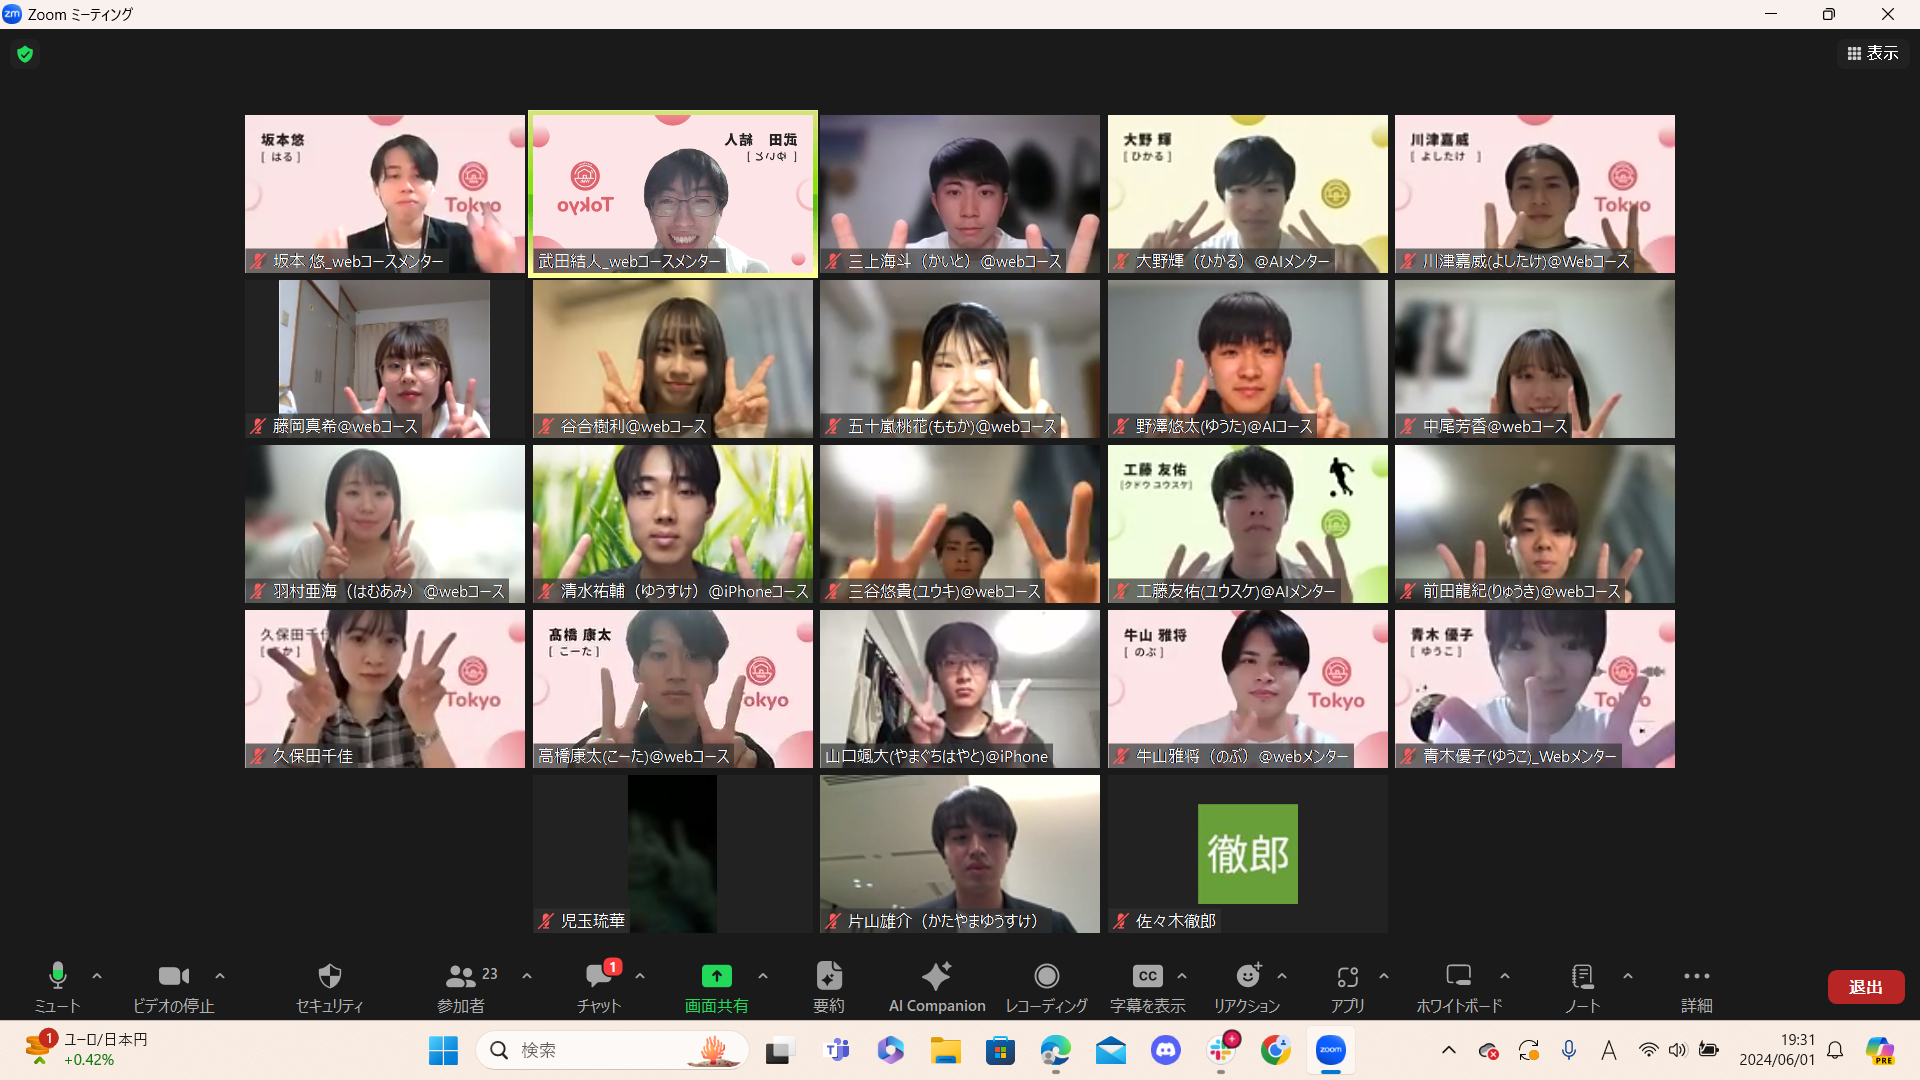 Zoom ミーティング
表示
坂本悠
[ はる ]
Tokyo
坂本 悠_webコースメンター
武田 結人
[ ゆいと ]
Tokyo
武田結人_webコースメンター
三上海斗（かいと）@webコース
大野 輝
[ ひかる ]
大野輝（ひかる）@AIメンター
川津嘉威
[ よしたけ ]
Tokyo
川津嘉威(よしたけ)@Webコース
藤岡真希@webコース
谷合樹利@webコース
五十嵐桃花(ももか)@webコース
野澤悠太(ゆうた)@AIコース
中尾芳香@webコース
羽村亜海（はむあみ）@webコース
清水祐輔（ゆうすけ）@iPhoneコース
三谷悠貴(ユウキ)@webコース
工藤 友佑
[クドウ ユウスケ]
工藤友佑(ユウスケ)@AIメンター
前田龍紀(りゅうき)@webコース
久保田千佳
Tokyo
久保田千佳
髙橋 康太
[ こーた ]
okyo
高橋康太(こーた)@webコース
山口颯大(やまぐちはやと)@iPhone
牛山 雅将
[ のぶ ]
Tokyo
牛山雅将（のぶ）@webメンター
青木 優子
[ ゆうこ ]
青木優子(ゆうこ)_Webメンター
児玉琉華
片山雄介（かたやまゆうすけ）
徹郎
佐々木徹郎
ミュート
ビデオの停止
セキュリティ
23
参加者
1
チャット
画面共有
要約
AI Companion
レコーディング
CC
字幕を表示
リアクション
アプリ
ホワイトボード
ノート
詳細
退出
1
ユーロ/日本円
+0.42%
検索
zoom
A
19:31
2024/06/01
PRE